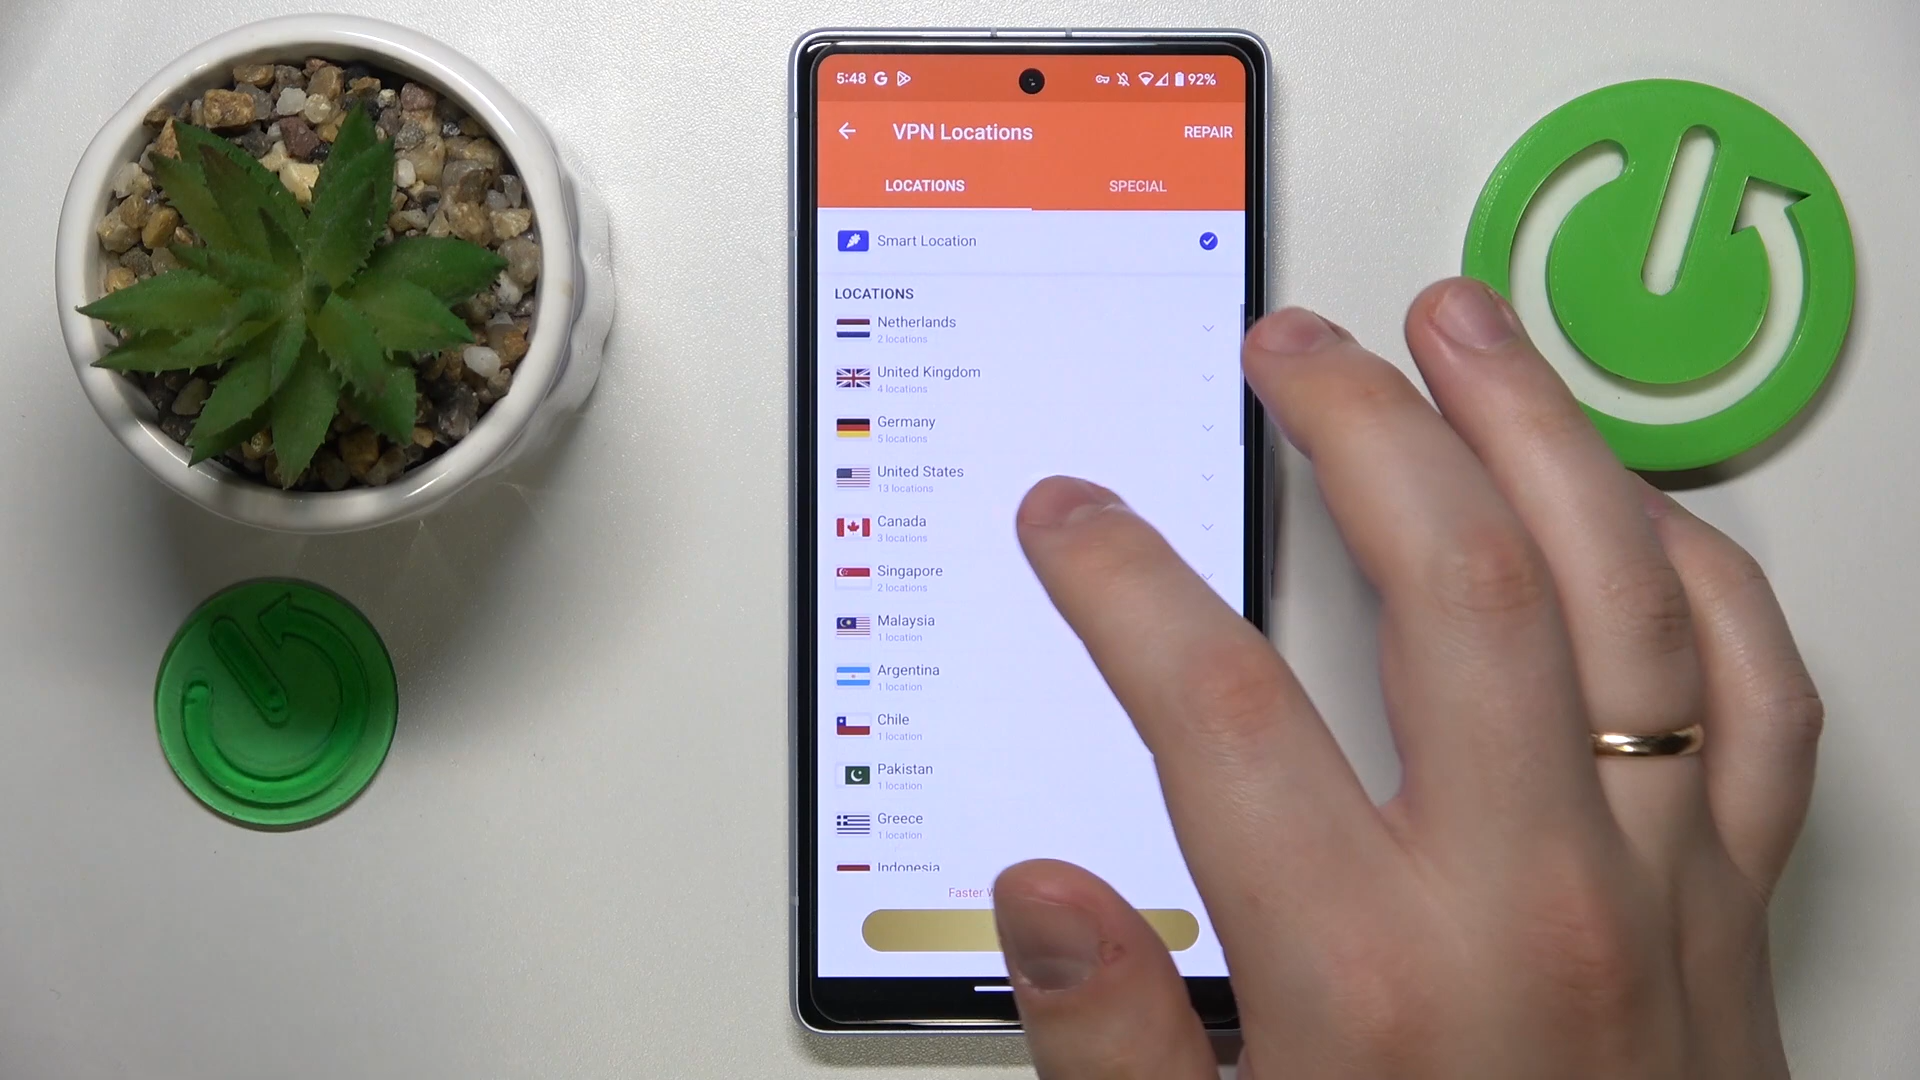 5:48 92%
VPN Locations REPAIR
LOCATIONS SPECIAL
Smart Location
LOCATIONS
Netherlands
2 locations
United Kingdom
4 locations
Germany
5 locations
United States
13 locations
Canada
3 locations
Singapore
2 locations
Malaysia
1 location
Argentina
1 location
Chile
1 location
Pakistan
1 location
Greece
1 location
Indonesia
Faster